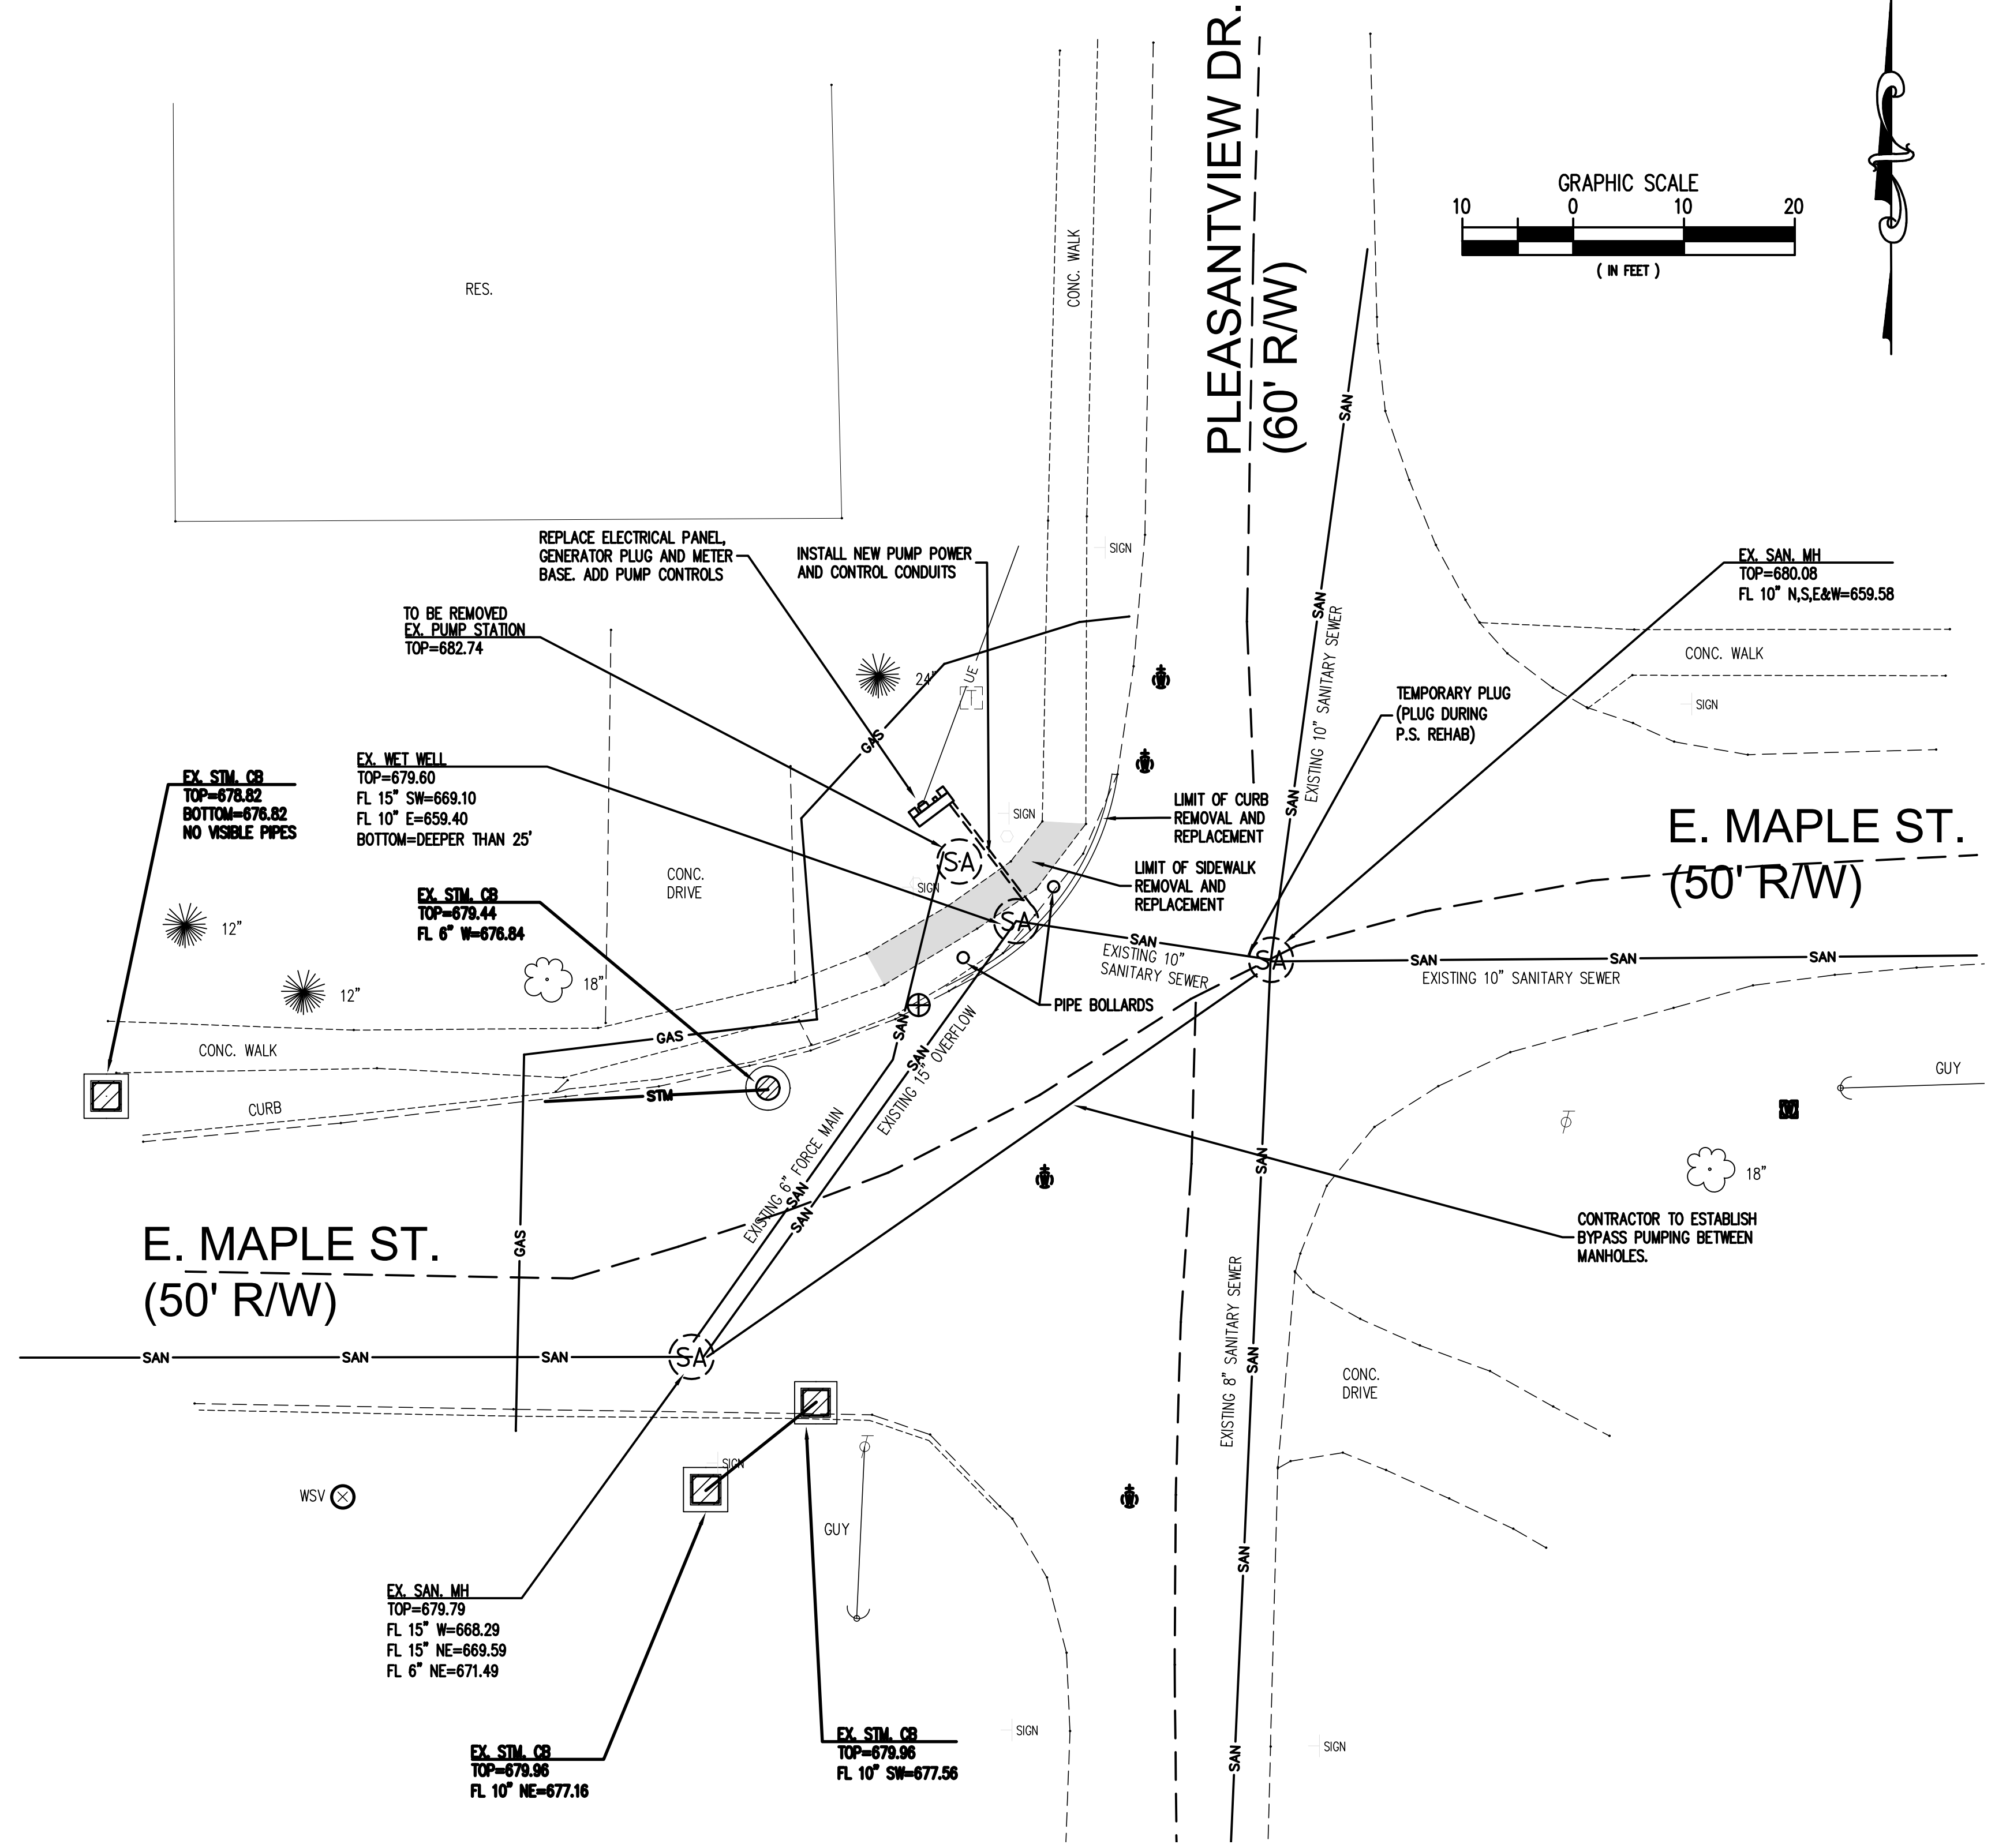 PLEASANTVIEW DR.
(60' R/W)
GRAPHIC SCALE
10 0 10 20
( IN FEET )
RES.
CONC. WALK
SIGN
REPLACE ELECTRICAL PANEL,
GENERATOR PLUG AND METER
BASE. ADD PUMP CONTROLS
INSTALL NEW PUMP POWER
AND CONTROL CONDUITS
EX. SAN. MH
TOP=680.08
FL 10" N,S,E&W=659.58
TO BE REMOVED
EX. PUMP STATION
TOP=682.74
SAN
SAN
SAN
EXISTING 10" SANITARY SEWER
CONC. WALK
SIGN
24"
UE
T
GAS
TEMPORARY PLUG
(PLUG DURING
P.S. REHAB)
EX. WET WELL
TOP=679.60
FL 15" SW=669.10
FL 10" E=659.40
BOTTOM=DEEPER THAN 25'
EX. STM. CB
TOP=678.82
BOTTOM=676.82
NO VISIBLE PIPES
LIMIT OF CURB
REMOVAL AND
REPLACEMENT
SIGN
E. MAPLE ST.
(50' R/W)
LIMIT OF SIDEWALK
REMOVAL AND
REPLACEMENT
CONC.
DRIVE
SA
SIGN
SA
EX. STM. CB
TOP=679.44
FL 6" W=676.84
12"
12"
18"
SAN
EXISTING 10"
SANITARY SEWER
SA
SAN
SAN
SAN
EXISTING 10" SANITARY SEWER
PIPE BOLLARDS
SAN
SAN
EXISTING 15" OVERFLOW
GAS
CONC. WALK
CURB
STM
GUY
18"
EXISTING 6" FORCE MAIN
SAN
SAN
SAN
CONTRACTOR TO ESTABLISH
BYPASS PUMPING BETWEEN
MANHOLES.
E. MAPLE ST.
(50' R/W)
GAS
SAN
SAN
SAN
SA
EXISTING 8" SANITARY SEWER
SAN
CONC.
DRIVE
SIGN
WSV
GUY
SAN
EX. SAN. MH
TOP=679.79
FL 15" W=668.29
FL 15" NE=669.59
FL 6" NE=671.49
SIGN
SIGN
SAN
EX. STM. CB
TOP=679.96
FL 10" NE=677.16
EX. STM. CB
TOP=679.96
FL 10" SW=677.56